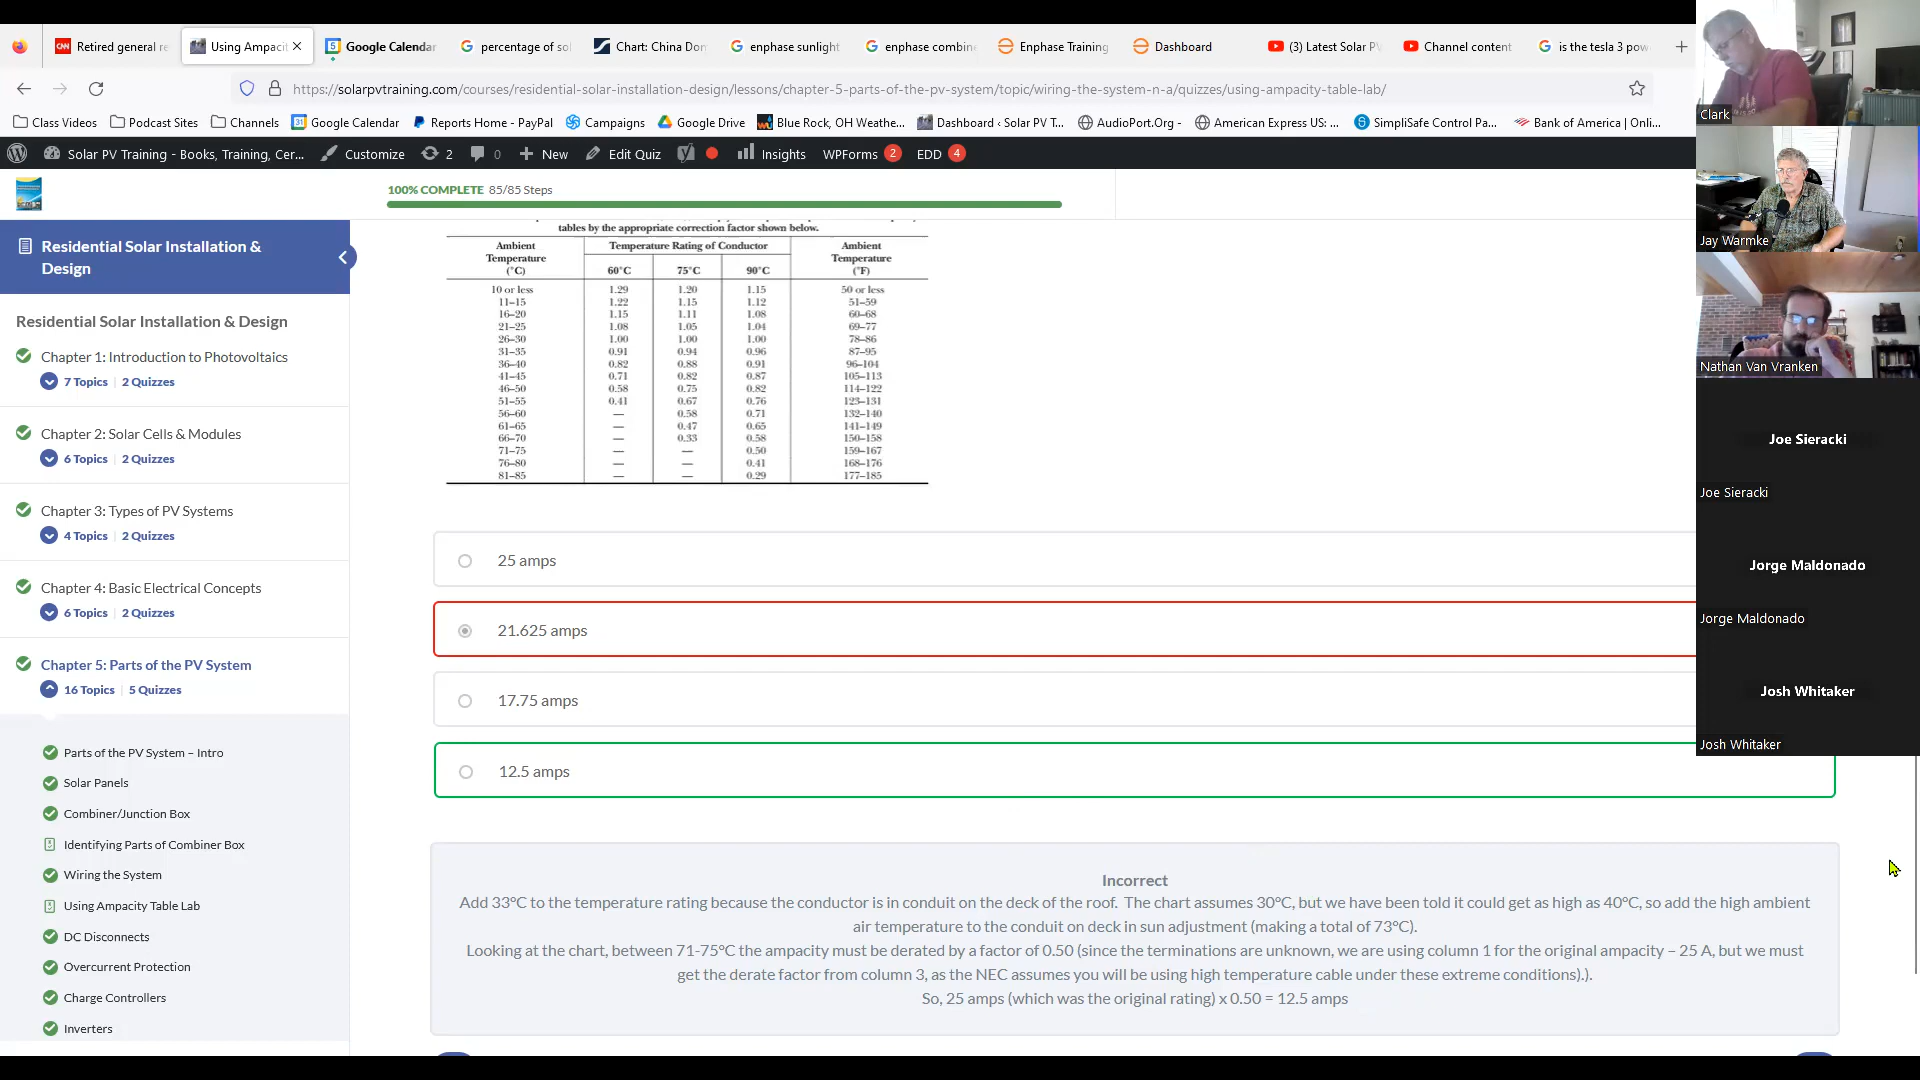 Retired general re
Using Ampacit
Google Calendar
percentage of so
Chart: China Don
enphase sunlight
enphase combin
Enphase Training
Dashboard
(3) Latest Solar PV
Channel content
is the tesla 3 pow
https://solarpvtraining.com/courses/residential-solar-installation-design/lessons/chapter-5-parts-of-the-pv-system/topic/wiring-the-system-n-a/quizzes/using-ampacity-table-lab/
Class Videos
Podcast Sites
Channels
Google Calendar
Reports Home - PayPal
Campaigns
Google Drive
Blue Rock, OH Weathe...
Dashboard ‹ Solar PV T...
AudioPort.Org -
American Express US: ...
SimpliSafe Control Pa...
Bank of America | Onli...
Solar PV Training - Books, Training, Cer...
Customize
2
0
New
Edit Quiz
Insights
WPForms 2
EDD 4
100% COMPLETE 85/85 Steps
Residential Solar Installation &
Design
Residential Solar Installation & Design
Chapter 1: Introduction to Photovoltaics
7 Topics | 2 Quizzes
Chapter 2: Solar Cells & Modules
6 Topics | 2 Quizzes
Chapter 3: Types of PV Systems
4 Topics | 2 Quizzes
Chapter 4: Basic Electrical Concepts
6 Topics | 2 Quizzes
Chapter 5: Parts of the PV System
16 Topics | 5 Quizzes
Parts of the PV System – Intro
Solar Panels
Combiner/Junction Box
Identifying Parts of Combiner Box
Wiring the System
Using Ampacity Table Lab
DC Disconnects
Overcurrent Protection
Charge Controllers
Inverters
tables by the appropriate correction factor shown below.
Ambient Temperature (°C) Temperature Rating of Conductor Ambient Temperature (°F)
60°C 75°C 90°C
10 or less 1.29 1.20 1.15 50 or less
11–15 1.22 1.15 1.12 51–59
16–20 1.15 1.11 1.08 60–68
21–25 1.08 1.05 1.04 69–77
26–30 1.00 1.00 1.00 78–86
31–35 0.91 0.94 0.96 87–95
36–40 0.82 0.88 0.91 96–104
41–45 0.71 0.82 0.87 105–113
46–50 0.58 0.75 0.82 114–122
51–55 0.41 0.67 0.76 123–131
56–60 — 0.58 0.71 132–140
61–65 — 0.47 0.65 141–149
66–70 — 0.33 0.58 150–158
71–75 — — 0.50 159–167
76–80 — — 0.41 168–176
81–85 — — 0.29 177–185
25 amps
21.625 amps
17.75 amps
12.5 amps
Incorrect
Add 33°C to the temperature rating because the conductor is in conduit on the deck of the roof. The chart assumes 30°C, but we have been told it could get as high as 40°C, so add the high ambient
air temperature to the conduit on deck in sun adjustment (making a total of 73°C).
Looking at the chart, between 71-75°C the ampacity must be derated by a factor of 0.50 (since the terminations are unknown, we are using column 1 for the original ampacity – 25 A, but we must
get the derate factor from column 3, as the NEC assumes you will be using high temperature cable under these extreme conditions).).
So, 25 amps (which was the original rating) x 0.50 = 12.5 amps
Clark
Jay Warmke
Nathan Van Vranken
Joe Sieracki
Joe Sieracki
Jorge Maldonado
Jorge Maldonado
Josh Whitaker
Josh Whitaker